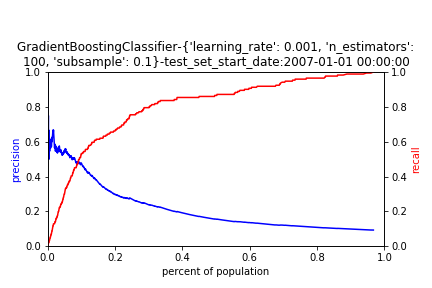 GradientBoostingClassifier-{'learning_rate': 0.001, 'n_estimators':
100, 'subsample': 0.1}-test_set_start_date:2007-01-01 00:00:00
1.0
0.8
0.6
0.4
0.2
0.0
precision
1.0
0.8
0.6
0.4
0.2
0.0
recall
0.0 0.2 0.4 0.6 0.8 1.0
percent of population